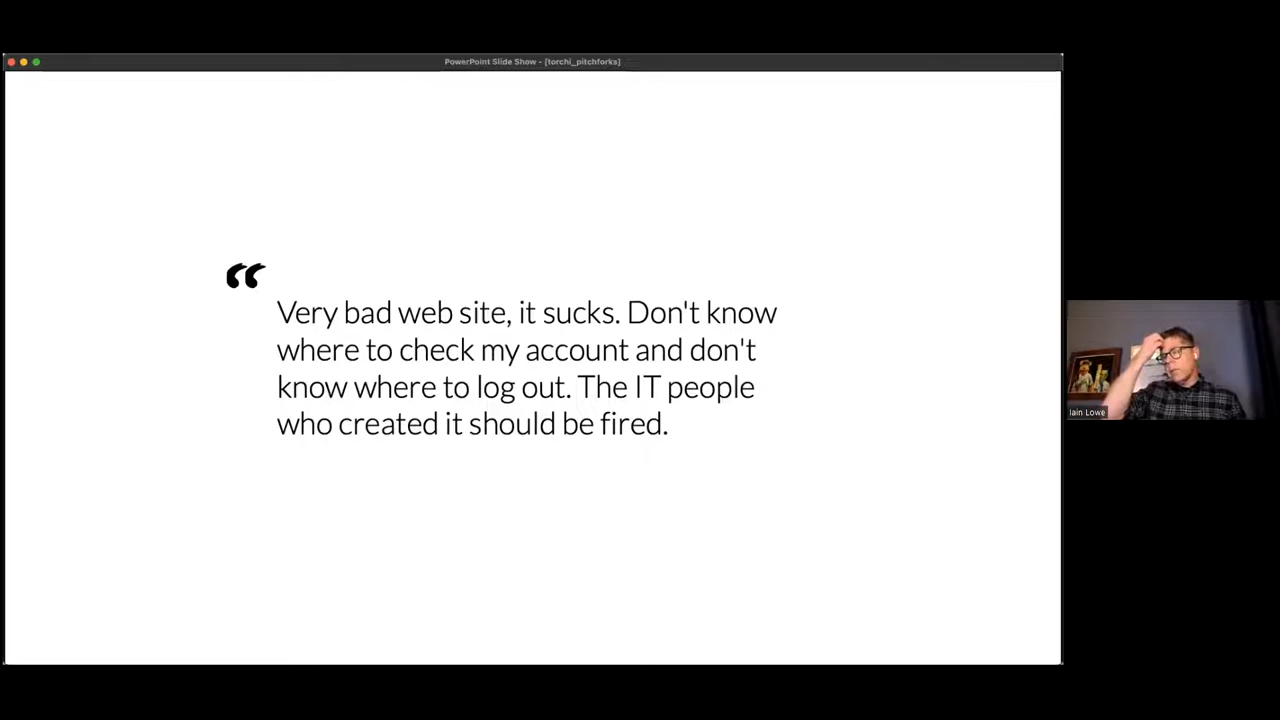 PowerPoint Slide Show - [torchi_pitchforks]
“
Very bad web site, it sucks. Don't know
where to check my account and don't
know where to log out. The IT people
who created it should be fired.
Iain Lowe